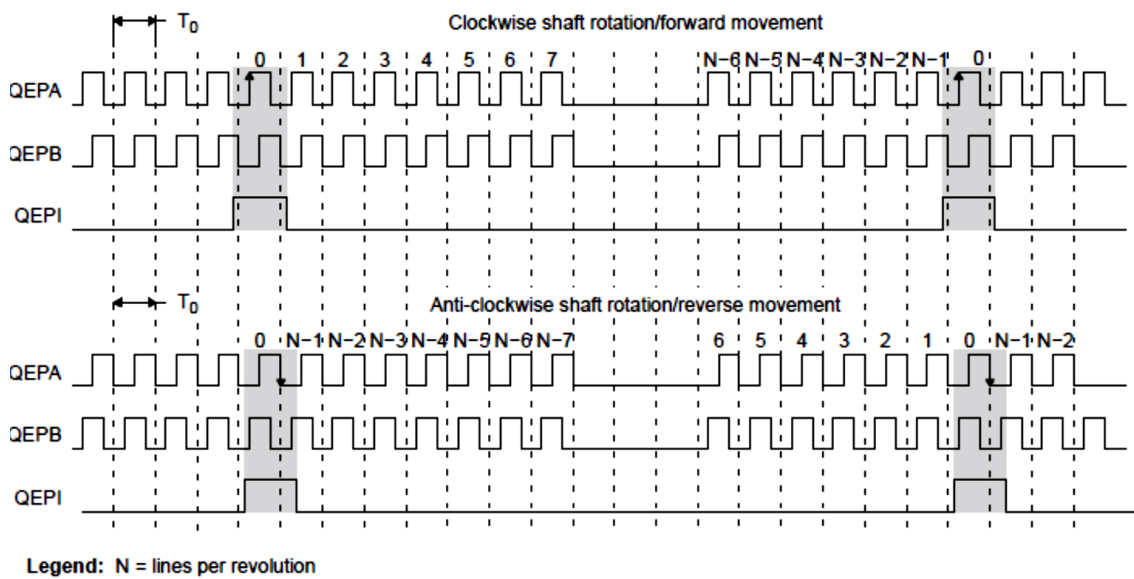 T0
Clockwise shaft rotation/forward movement
0 1 2 3 4 5 6 7 N−6 N−5 N−4 N−3 N−2 N−1 0
QEPA
QEPB
QEPI
T0
Anti-clockwise shaft rotation/reverse movement
0 N−1 N−2 N−3 N−4 N−5 N−6 N−7 6 5 4 3 2 1 0 N−1 N−2
QEPA
QEPB
QEPI
Legend: N = lines per revolution